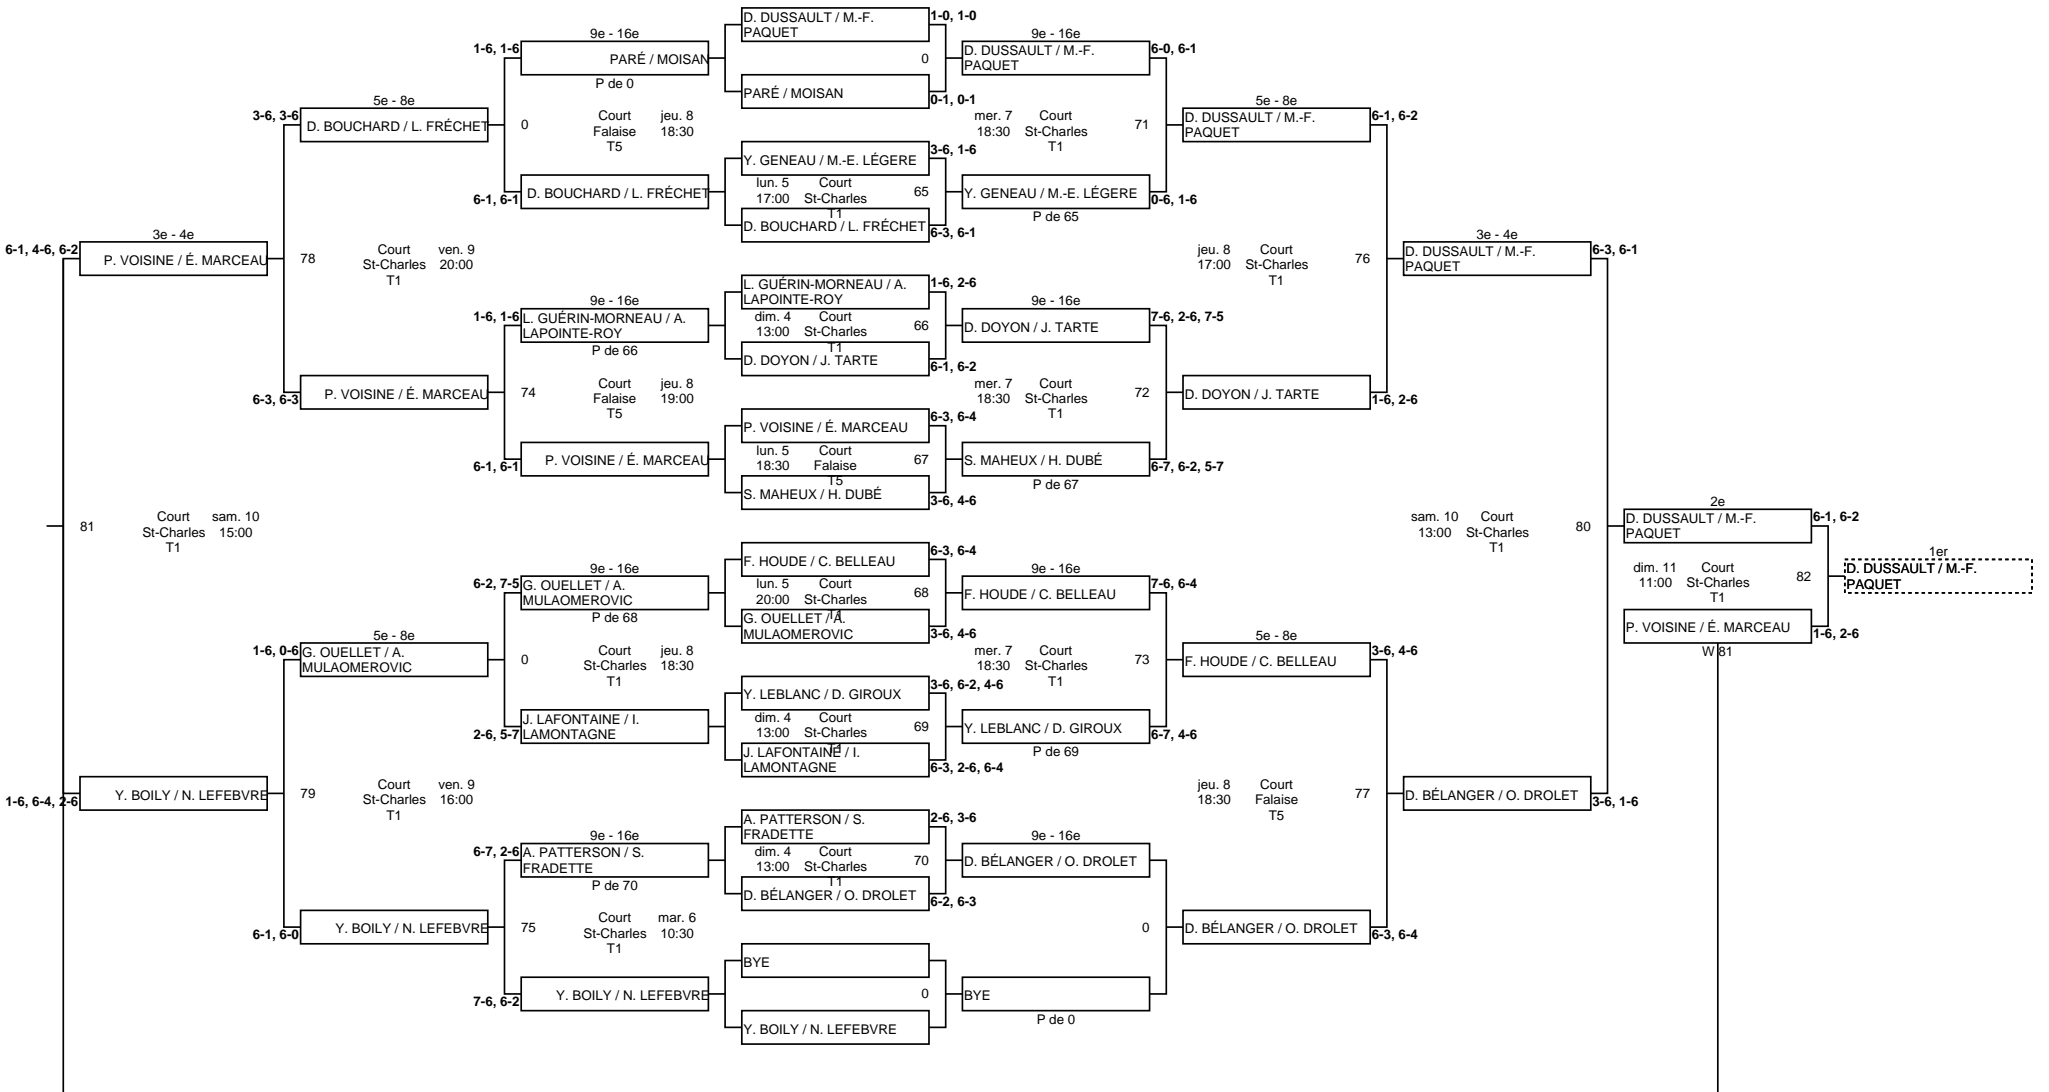 6-1, 4-6, 6-2
3e - 4e
P. VOISINE / É. MARCEAU
81
Court sam. 10
St-Charles 15:00
T1
1-6, 6-4, 2-6
Y. BOILY / N. LEFEBVRE
3-6, 3-6
5e - 8e
D. BOUCHARD / L. FRÉCHET
78
Court ven. 9
St-Charles 20:00
T1
6-3, 6-3
P. VOISINE / É. MARCEAU
1-6, 0-6
5e - 8e
G. OUELLET / A.
MULAOMEROVIC
79
Court ven. 9
St-Charles 16:00
T1
6-1, 6-0
Y. BOILY / N. LEFEBVRE
1-6, 1-6
9e - 16e
PARÉ / MOISAN
P de 0
0
Court jeu. 8
Falaise 18:30
T5
6-1, 6-1
D. BOUCHARD / L. FRÉCHET
1-6, 1-6
9e - 16e
L. GUÉRIN-MORNEAU / A.
LAPOINTE-ROY
P de 66
74
Court jeu. 8
Falaise 19:00
T5
6-1, 6-1
P. VOISINE / É. MARCEAU
6-2, 7-5
9e - 16e
G. OUELLET / A.
MULAOMEROVIC
P de 68
0
Court jeu. 8
St-Charles 18:30
T1
2-6, 5-7
J. LAFONTAINE / I.
LAMONTAGNE
6-7, 2-6
9e - 16e
A. PATTERSON / S.
FRADETTE
P de 70
75
Court mar. 6
St-Charles 10:30
T1
7-6, 6-2
Y. BOILY / N. LEFEBVRE
D. DUSSAULT / M.-F.
PAQUET
1-0, 1-0
0
PARÉ / MOISAN
0-1, 0-1
Y. GENEAU / M.-E. LÉGERE
3-6, 1-6
lun. 5 Court
17:00 St-Charles
T1
65
D. BOUCHARD / L. FRÉCHET
6-3, 6-1
L. GUÉRIN-MORNEAU / A.
LAPOINTE-ROY
1-6, 2-6
dim. 4 Court
13:00 St-Charles
T1
66
D. DOYON / J. TARTE
6-1, 6-2
P. VOISINE / É. MARCEAU
6-3, 6-4
lun. 5 Court
18:30 Falaise
T5
67
S. MAHEUX / H. DUBÉ
3-6, 4-6
F. HOUDE / C. BELLEAU
6-3, 6-4
lun. 5 Court
20:00 St-Charles
T1
68
G. OUELLET / A.
MULAOMEROVIC
3-6, 4-6
Y. LEBLANC / D. GIROUX
3-6, 6-2, 4-6
dim. 4 Court
13:00 St-Charles
T1
69
J. LAFONTAINE / I.
LAMONTAGNE
6-3, 2-6, 6-4
A. PATTERSON / S.
FRADETTE
2-6, 3-6
dim. 4 Court
13:00 St-Charles
T1
70
D. BÉLANGER / O. DROLET
6-2, 6-3
BYE
0
Y. BOILY / N. LEFEBVRE
9e - 16e
D. DUSSAULT / M.-F.
PAQUET
6-0, 6-1
mer. 7 Court
18:30 St-Charles
T1
71
Y. GENEAU / M.-E. LÉGERE
0-6, 1-6
P de 65
9e - 16e
D. DOYON / J. TARTE
7-6, 2-6, 7-5
mer. 7 Court
18:30 St-Charles
T1
72
S. MAHEUX / H. DUBÉ
6-7, 6-2, 5-7
P de 67
9e - 16e
F. HOUDE / C. BELLEAU
7-6, 6-4
mer. 7 Court
18:30 St-Charles
T1
73
Y. LEBLANC / D. GIROUX
6-7, 4-6
P de 69
9e - 16e
D. BÉLANGER / O. DROLET
0
BYE
P de 0
5e - 8e
D. DUSSAULT / M.-F.
PAQUET
6-1, 6-2
jeu. 8 Court
17:00 St-Charles
T1
76
D. DOYON / J. TARTE
1-6, 2-6
5e - 8e
F. HOUDE / C. BELLEAU
3-6, 4-6
jeu. 8 Court
18:30 Falaise
T5
77
D. BÉLANGER / O. DROLET
6-3, 6-4
3e - 4e
D. DUSSAULT / M.-F.
PAQUET
6-3, 6-1
sam. 10 Court
13:00 St-Charles
T1
80
D. BÉLANGER / O. DROLET
3-6, 1-6
2e
D. DUSSAULT / M.-F.
PAQUET
6-1, 6-2
dim. 11 Court
11:00 St-Charles
T1
82
P. VOISINE / É. MARCEAU
1-6, 2-6
W 81
1er
D. DUSSAULT / M.-F.
PAQUET